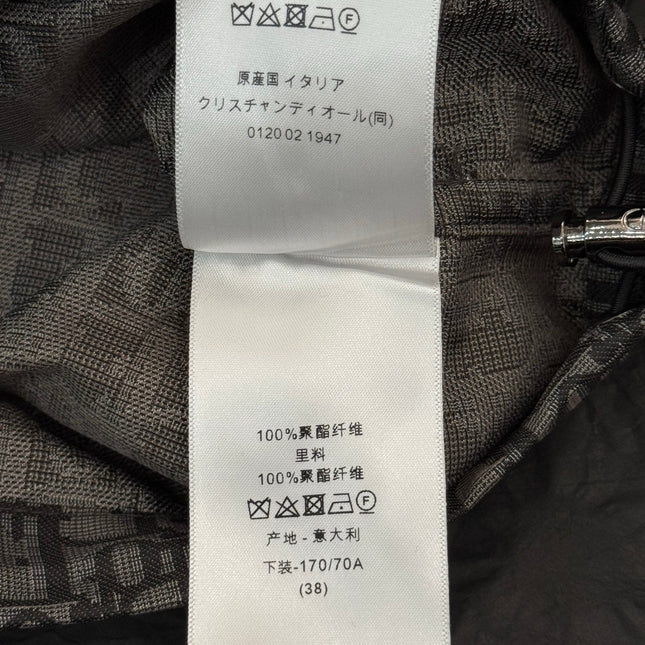 原産国 イタリア
クリスチャンディオール(同)
0120 02 1947
100%聚酯纤维
里料
100%聚酯纤维
F
产地 - 意大利
下装-170/70A
(38)